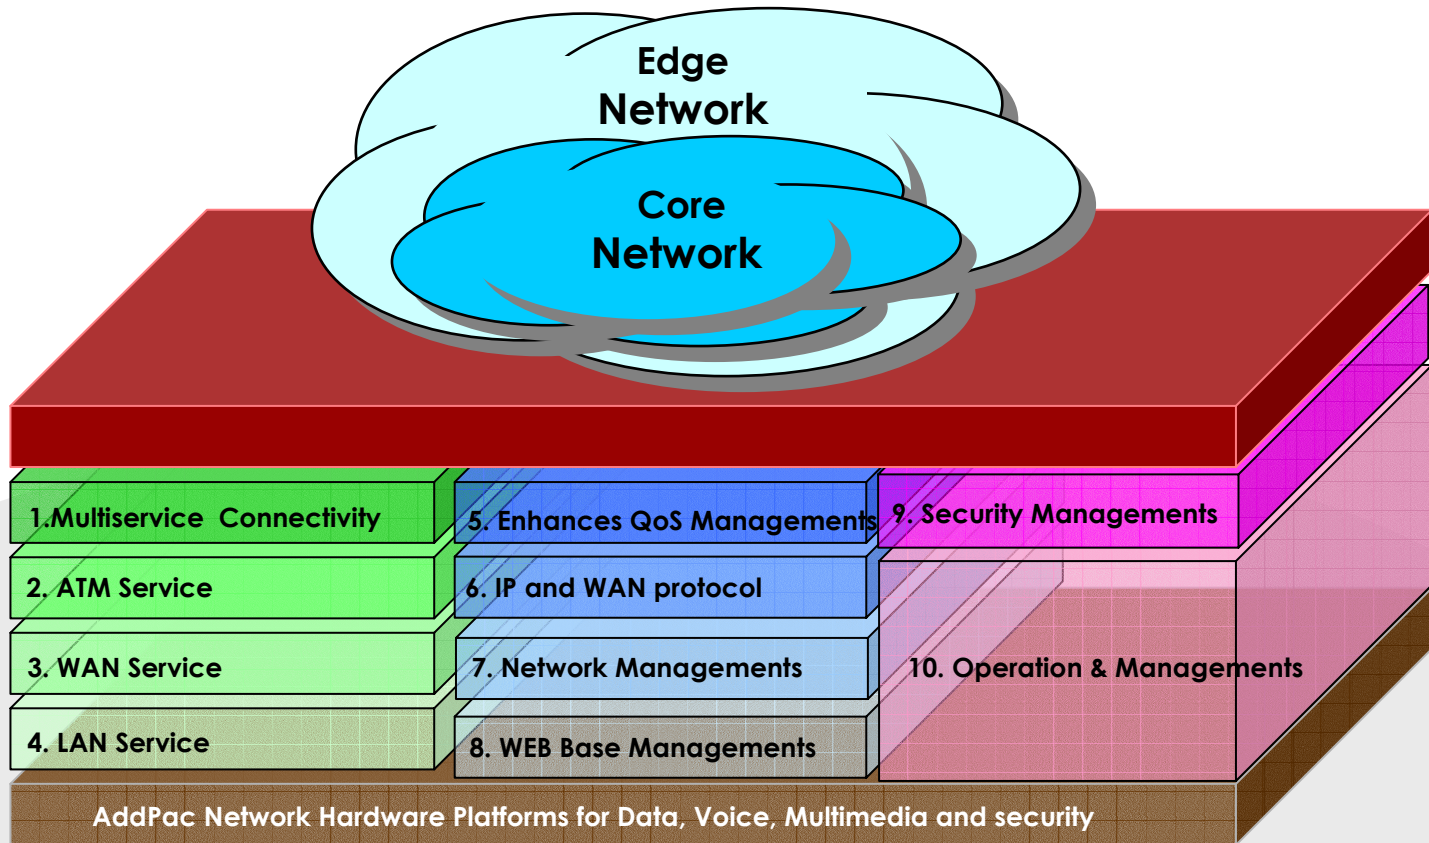 Edge
Network
Core
Network
1.Multiservice Connectivity
2. ATM Service
3. WAN Service
4. LAN Service
5. Enhances QoS Managements
6. IP and WAN protocol
7. Network Managements
8. WEB Base Managements
9. Security Managements
10. Operation & Managements
AddPac Network Hardware Platforms for Data, Voice, Multimedia and security